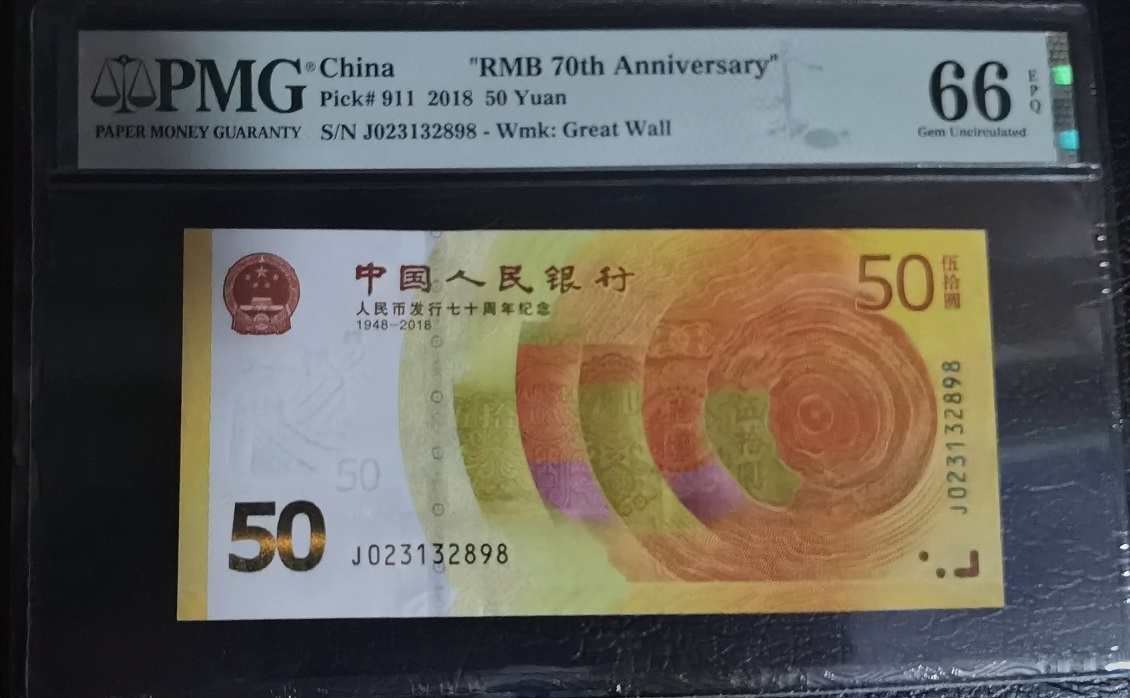 PMG® China "RMB 70th Anniversary" 66 EPQ
Pick# 911 2018 50 Yuan
PAPER MONEY GUARANTY S/N J023132898 - Wmk: Great Wall Gem Uncirculated
中国人民银行
50 伍拾圆
人民币发行七十周年纪念
1948-2018
J023132898
50
50
J023132898